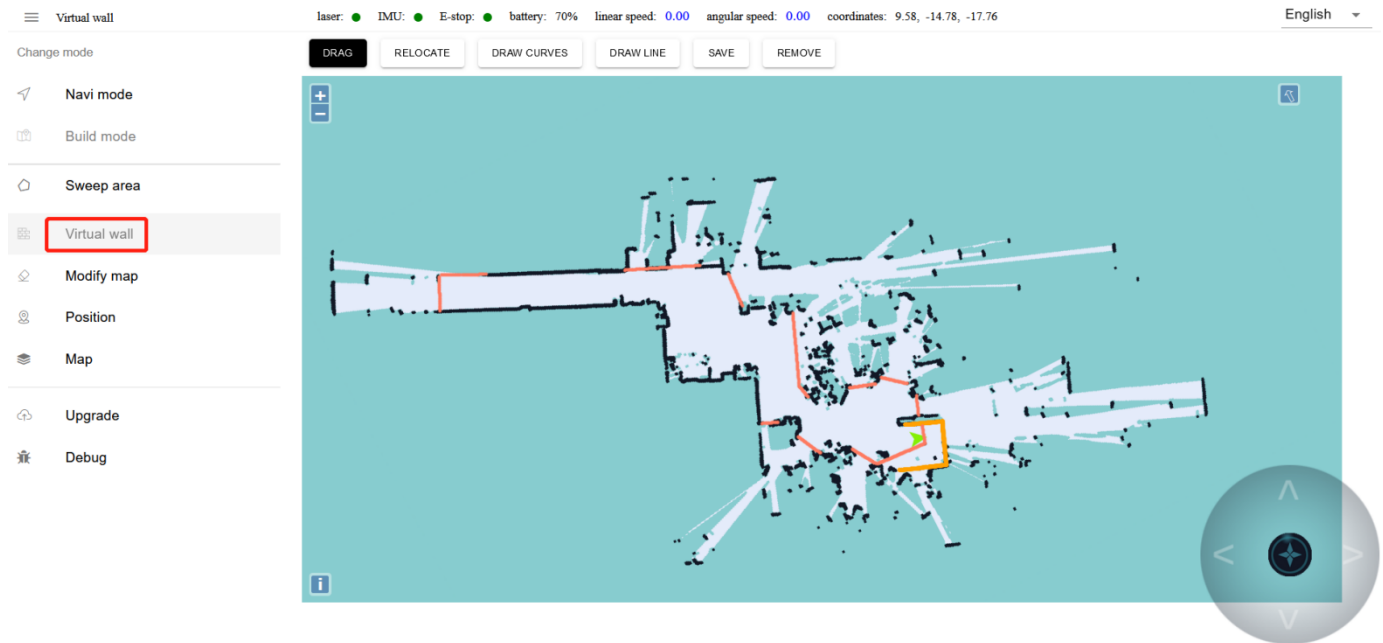 Virtual wall
laser: IMU: E-stop: battery: 70% linear speed: 0.00 angular speed: 0.00 coordinates: 9.58, -14.78, -17.76
English
Change mode
DRAG RELOCATE DRAW CURVES DRAW LINE SAVE REMOVE
Navi mode
Build mode
Sweep area
Virtual wall
Modify map
Position
Map
Upgrade
Debug
+
−
i